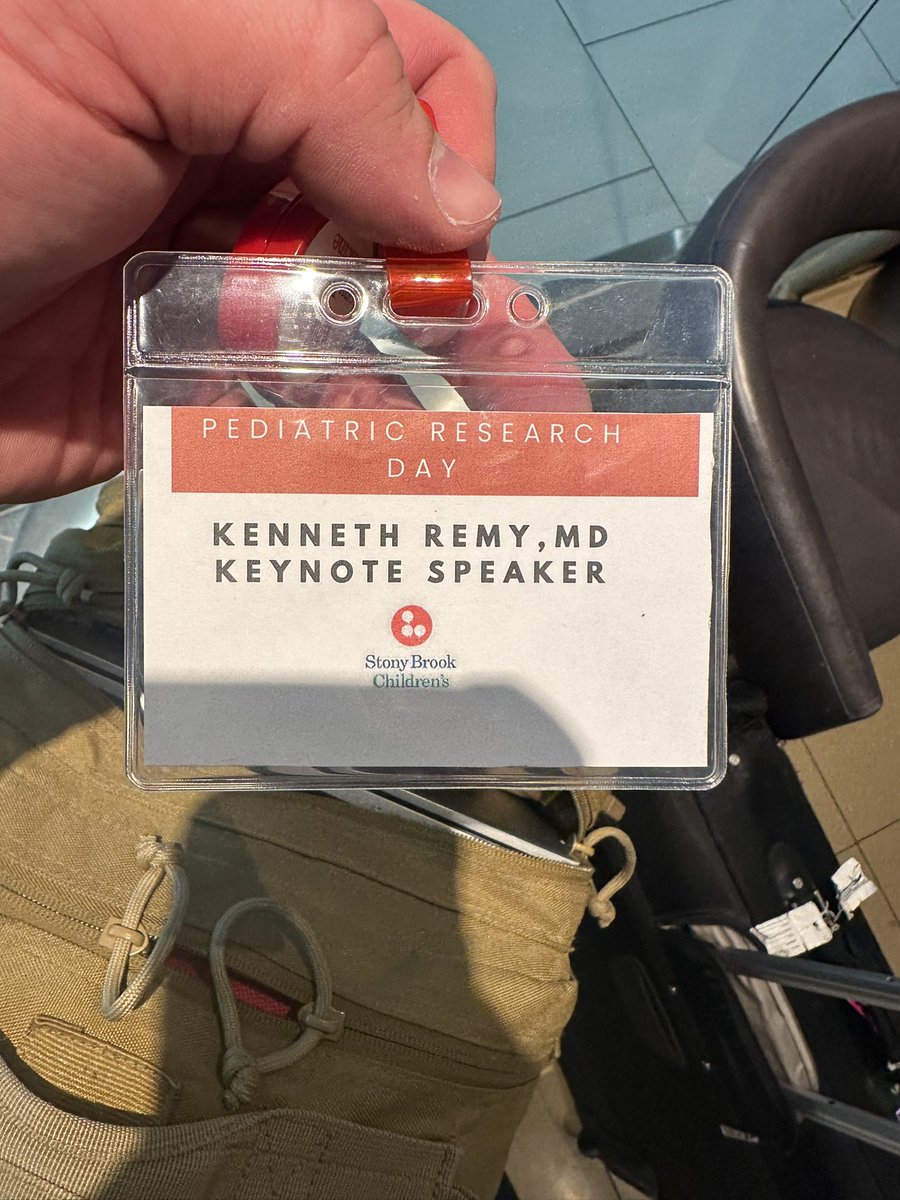 PEDIATRIC RESEARCH
DAY
KENNETH REMY,MD
KEYNOTE SPEAKER
Stony Brook
Children's